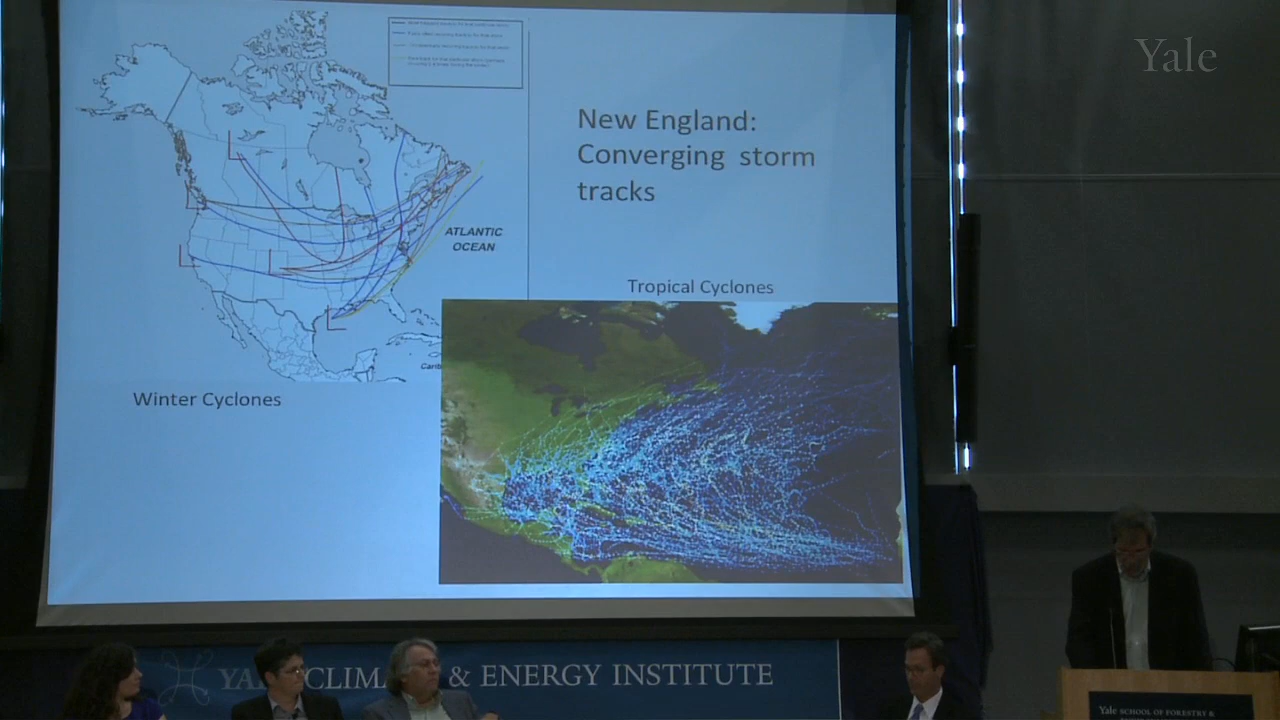 Yale
New England:
Converging storm
tracks
ATLANTIC
OCEAN
Tropical Cyclones
Winter Cyclones
& ENERGY INSTITUTE
Yale SCHOOL OF FORESTRY &